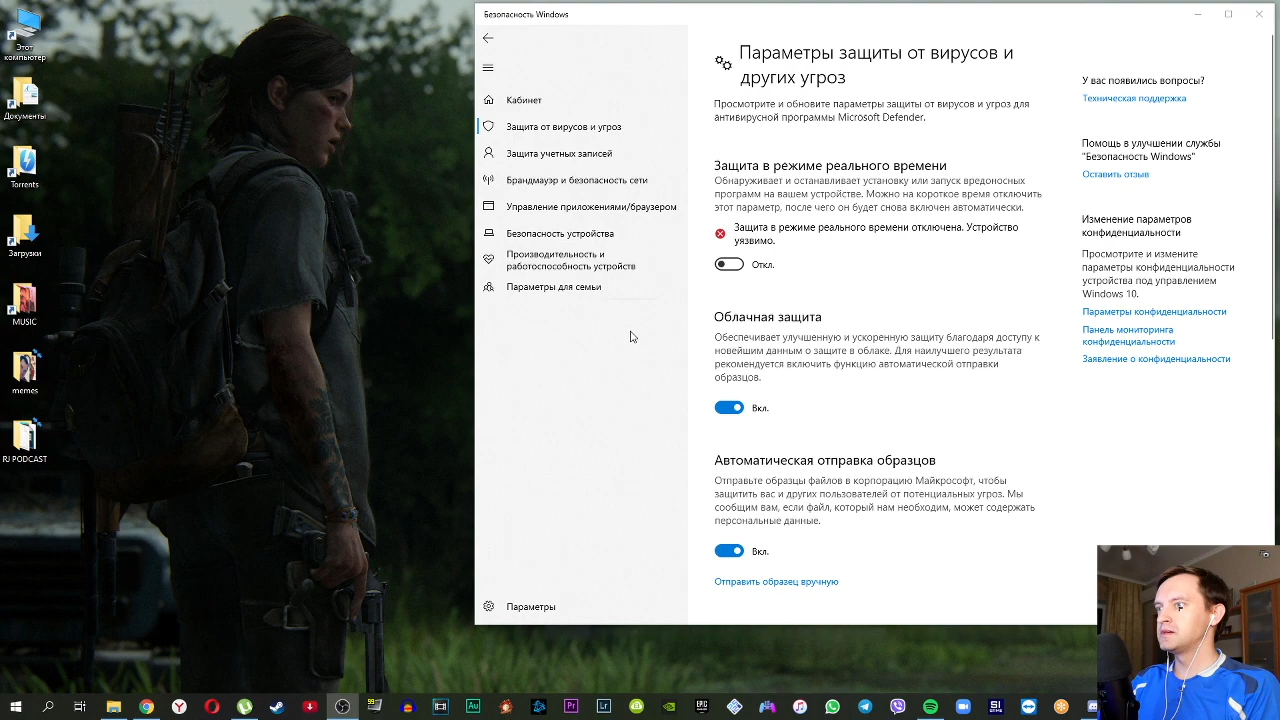 Этот
компьютер
Документы
Torrents
Загрузки
MUSIC
memes
RJ PODCAST
Безопасность Windows
Кабинет
Защита от вирусов и угроз
Защита учетных записей
Брандмауэр и безопасность сети
Управление приложениями/браузером
Безопасность устройства
Производительность и
работоспособность устройств
Параметры для семьи
Параметры
Параметры защиты от вирусов и
других угроз
Просмотрите и обновите параметры защиты от вирусов и угроз для
антивирусной программы Microsoft Defender.
Защита в режиме реального времени
Обнаруживает и останавливает установку или запуск вредоносных
программ на вашем устройстве. Можно на короткое время отключить
этот параметр, после чего он будет снова включен автоматически.
Защита в режиме реального времени отключена. Устройство
уязвимо.
Откл.
Облачная защита
Обеспечивает улучшенную и ускоренную защиту благодаря доступу к
новейшим данным о защите в облаке. Для наилучшего результата
рекомендуется включить функцию автоматической отправки
образцов.
Вкл.
Автоматическая отправка образцов
Отправьте образцы файлов в корпорацию Майкрософт, чтобы
защитить вас и других пользователей от потенциальных угроз. Мы
сообщим вам, если файл, который нам необходим, может содержать
персональные данные.
Вкл.
Отправить образец вручную
У вас появились вопросы?
Техническая поддержка
Помощь в улучшении службы
"Безопасность Windows"
Оставить отзыв
Изменение параметров
конфиденциальности
Просмотрите и измените
параметры конфиденциальности
устройства под управлением
Windows 10.
Параметры конфиденциальности
Панель мониторинга
конфиденциальности
Заявление о конфиденциальности